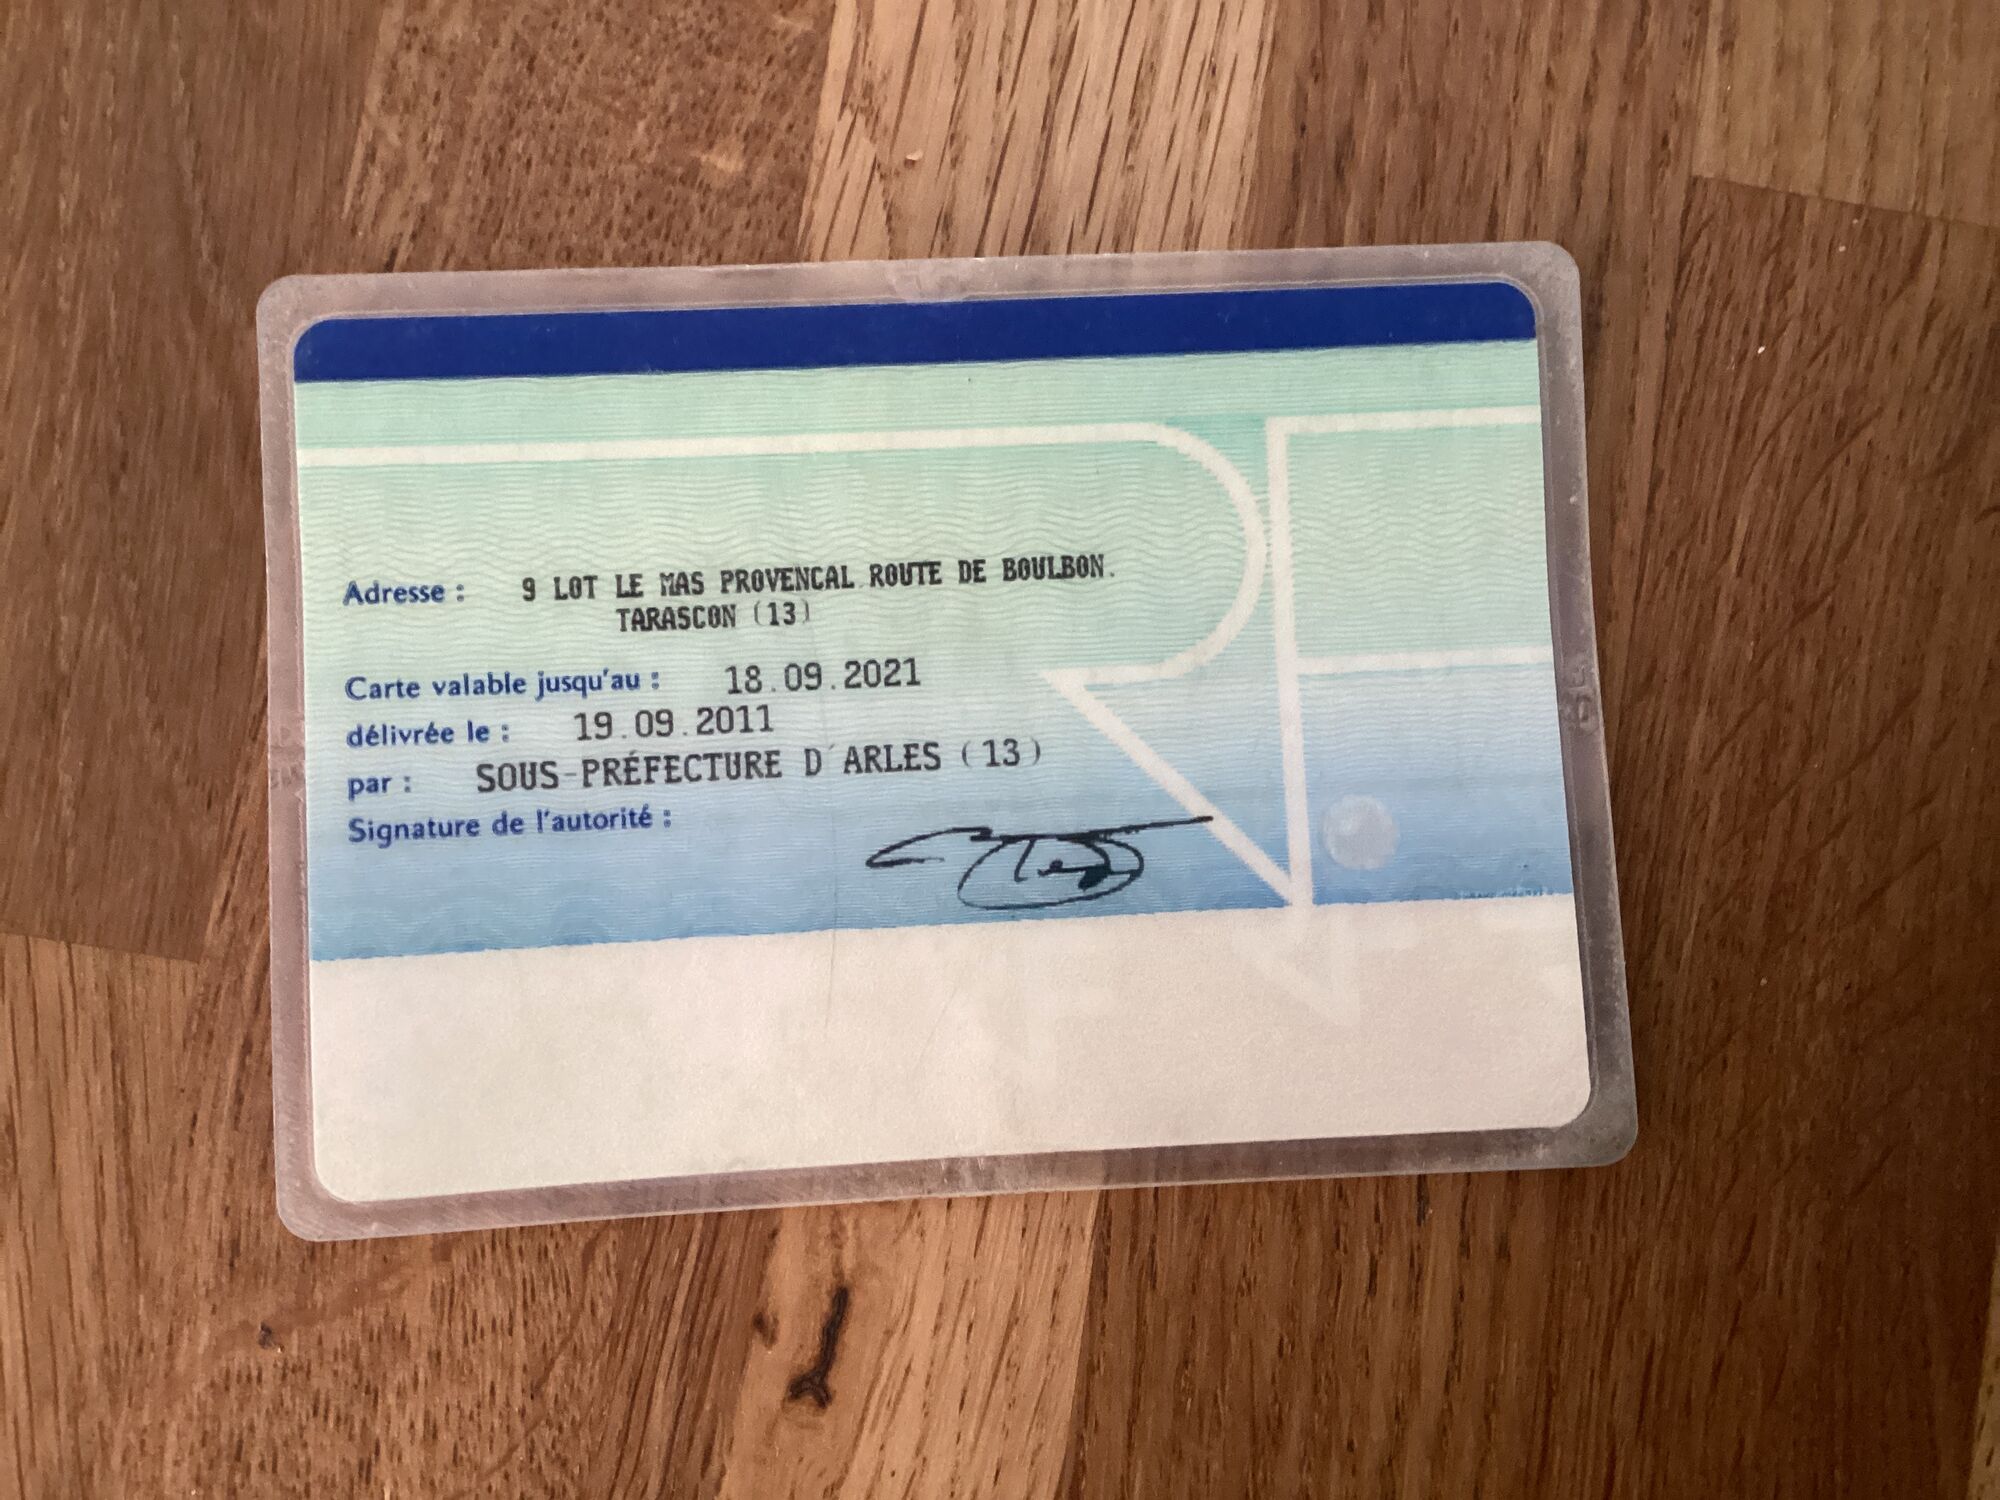 Adresse : 9 LOT LE MAS PROVENCAL ROUTE DE BOULBON.
TARASCON (13)
Carte valable jusqu'au : 18.09.2021
délivrée le : 19.09.2011
par : SOUS-PRÉFECTURE D'ARLES (13)
Signature de l'autorité :